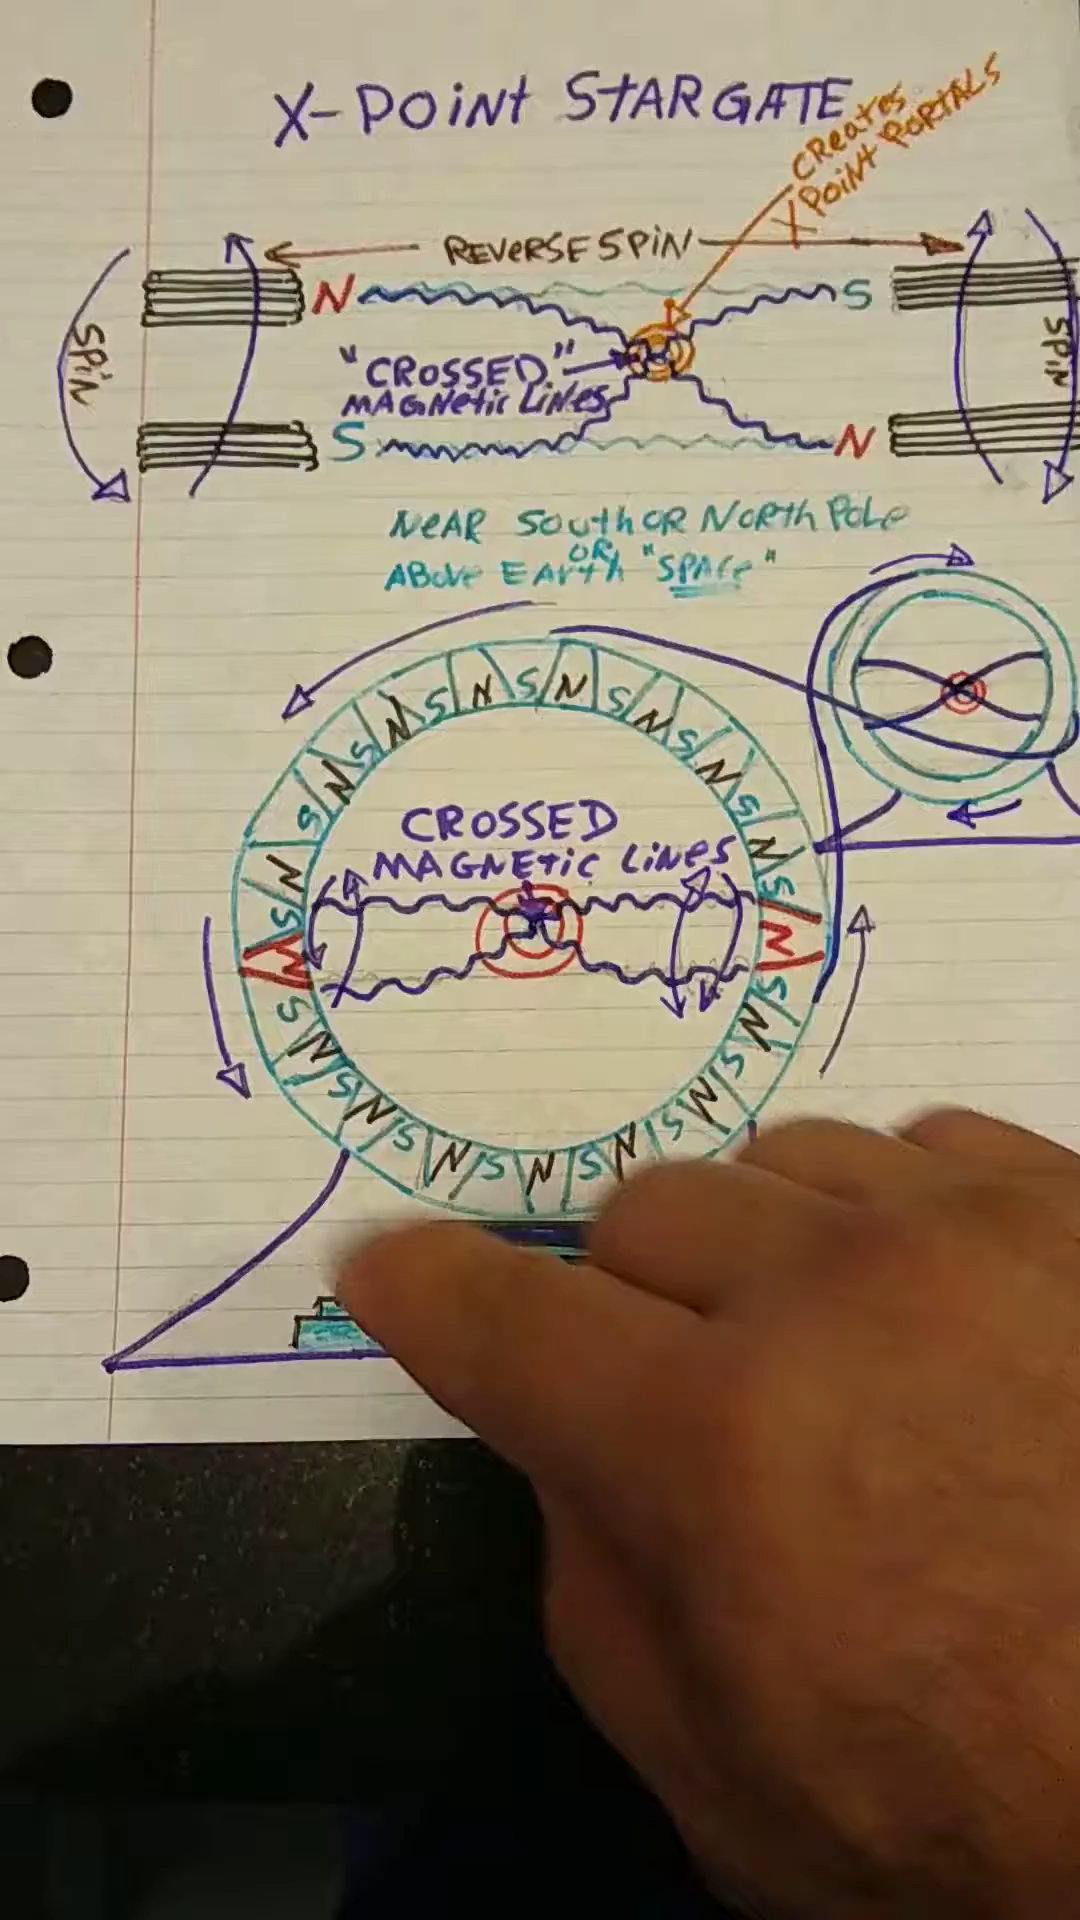 X-POiNt StARGATE
CReates
X POiNt PORtALS
REVeRSE SPiN
N S
SPiN
SPiN
"CROSSED"
MAGNetic LiNes
S N
NeAR South OR NORth Pole
OR
ABove EARth "SPAce"
S N S N S N S N S N S N S
CROSSED
MAGNEtic LiNes
N S N S
S N
S N S N S N S N S N S N S N S